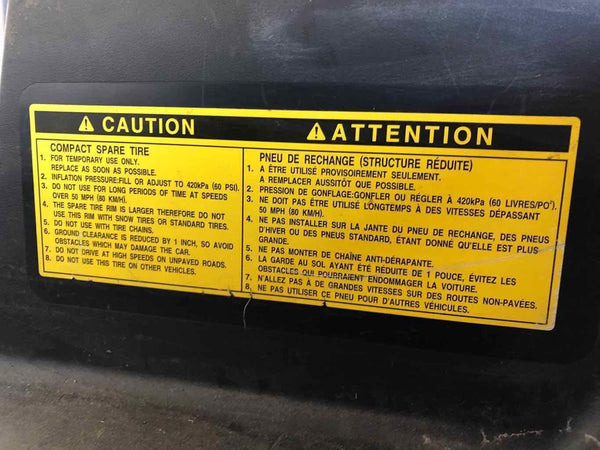 CAUTION
COMPACT SPARE TIRE
1. FOR TEMPORARY USE ONLY.
REPLACE AS SOON AS POSSIBLE.
2. INFLATION PRESSURE:FILL OR ADJUST TO 420kPa (60 PSI).
3. DO NOT USE FOR LONG PERIODS OF TIME AT SPEEDS
OVER 50 MPH (80 KM/H).
4. THE SPARE TIRE RIM IS LARGER THEREFORE DO NOT
USE THIS RIM WITH SNOW TIRES OR STANDARD TIRES.
5. DO NOT USE WITH TIRE CHAINS.
6. GROUND CLEARANCE IS REDUCED BY 1 INCH, SO AVOID
OBSTACLES WHICH MAY DAMAGE THE CAR.
7. DO NOT DRIVE AT HIGH SPEEDS ON UNPAVED ROADS.
8. DO NOT USE THIS TIRE ON OTHER VEHICLES.
ATTENTION
PNEU DE RECHANGE (STRUCTURE RÉDUITE)
1. A ÊTRE UTILISÉ PROVISOIREMENT SEULEMENT.
A REMPLACER AUSSITÔT QUE POSSIBLE.
2. PRESSION DE GONFLAGE:GONFLER OU RÉGLER À 420kPa (60 LIVRES/PO²).
3. NE DOIT PAS ÊTRE UTILISÉ LONGTEMPS À DES VITESSES DÉPASSANT
50 MPH (80 KM/H).
4. NE PAS INSTALLER SUR LA JANTE DU PNEU DE RECHANGE, DES PNEUS
D'HIVER OU DES PNEUS STANDARD, ÉTANT DONNÉ QU'ELLE EST PLUS
GRANDE.
5. NE PAS MONTER DE CHAÎNE ANTI-DÉRAPANTE.
6. LA GARDE AU SOL AYANT ÉTÉ RÉDUITE DE 1 POUCE, ÉVITEZ LES
OBSTACLES QUI POURRAIENT ENDOMMAGER LA VOITURE.
7. N'ALLEZ PAS À DE GRANDES VITESSES SUR DES ROUTES NON-PAVÉES.
8. NE PAS UTILISER CE PNEU POUR D'AUTRES VÉHICULES.